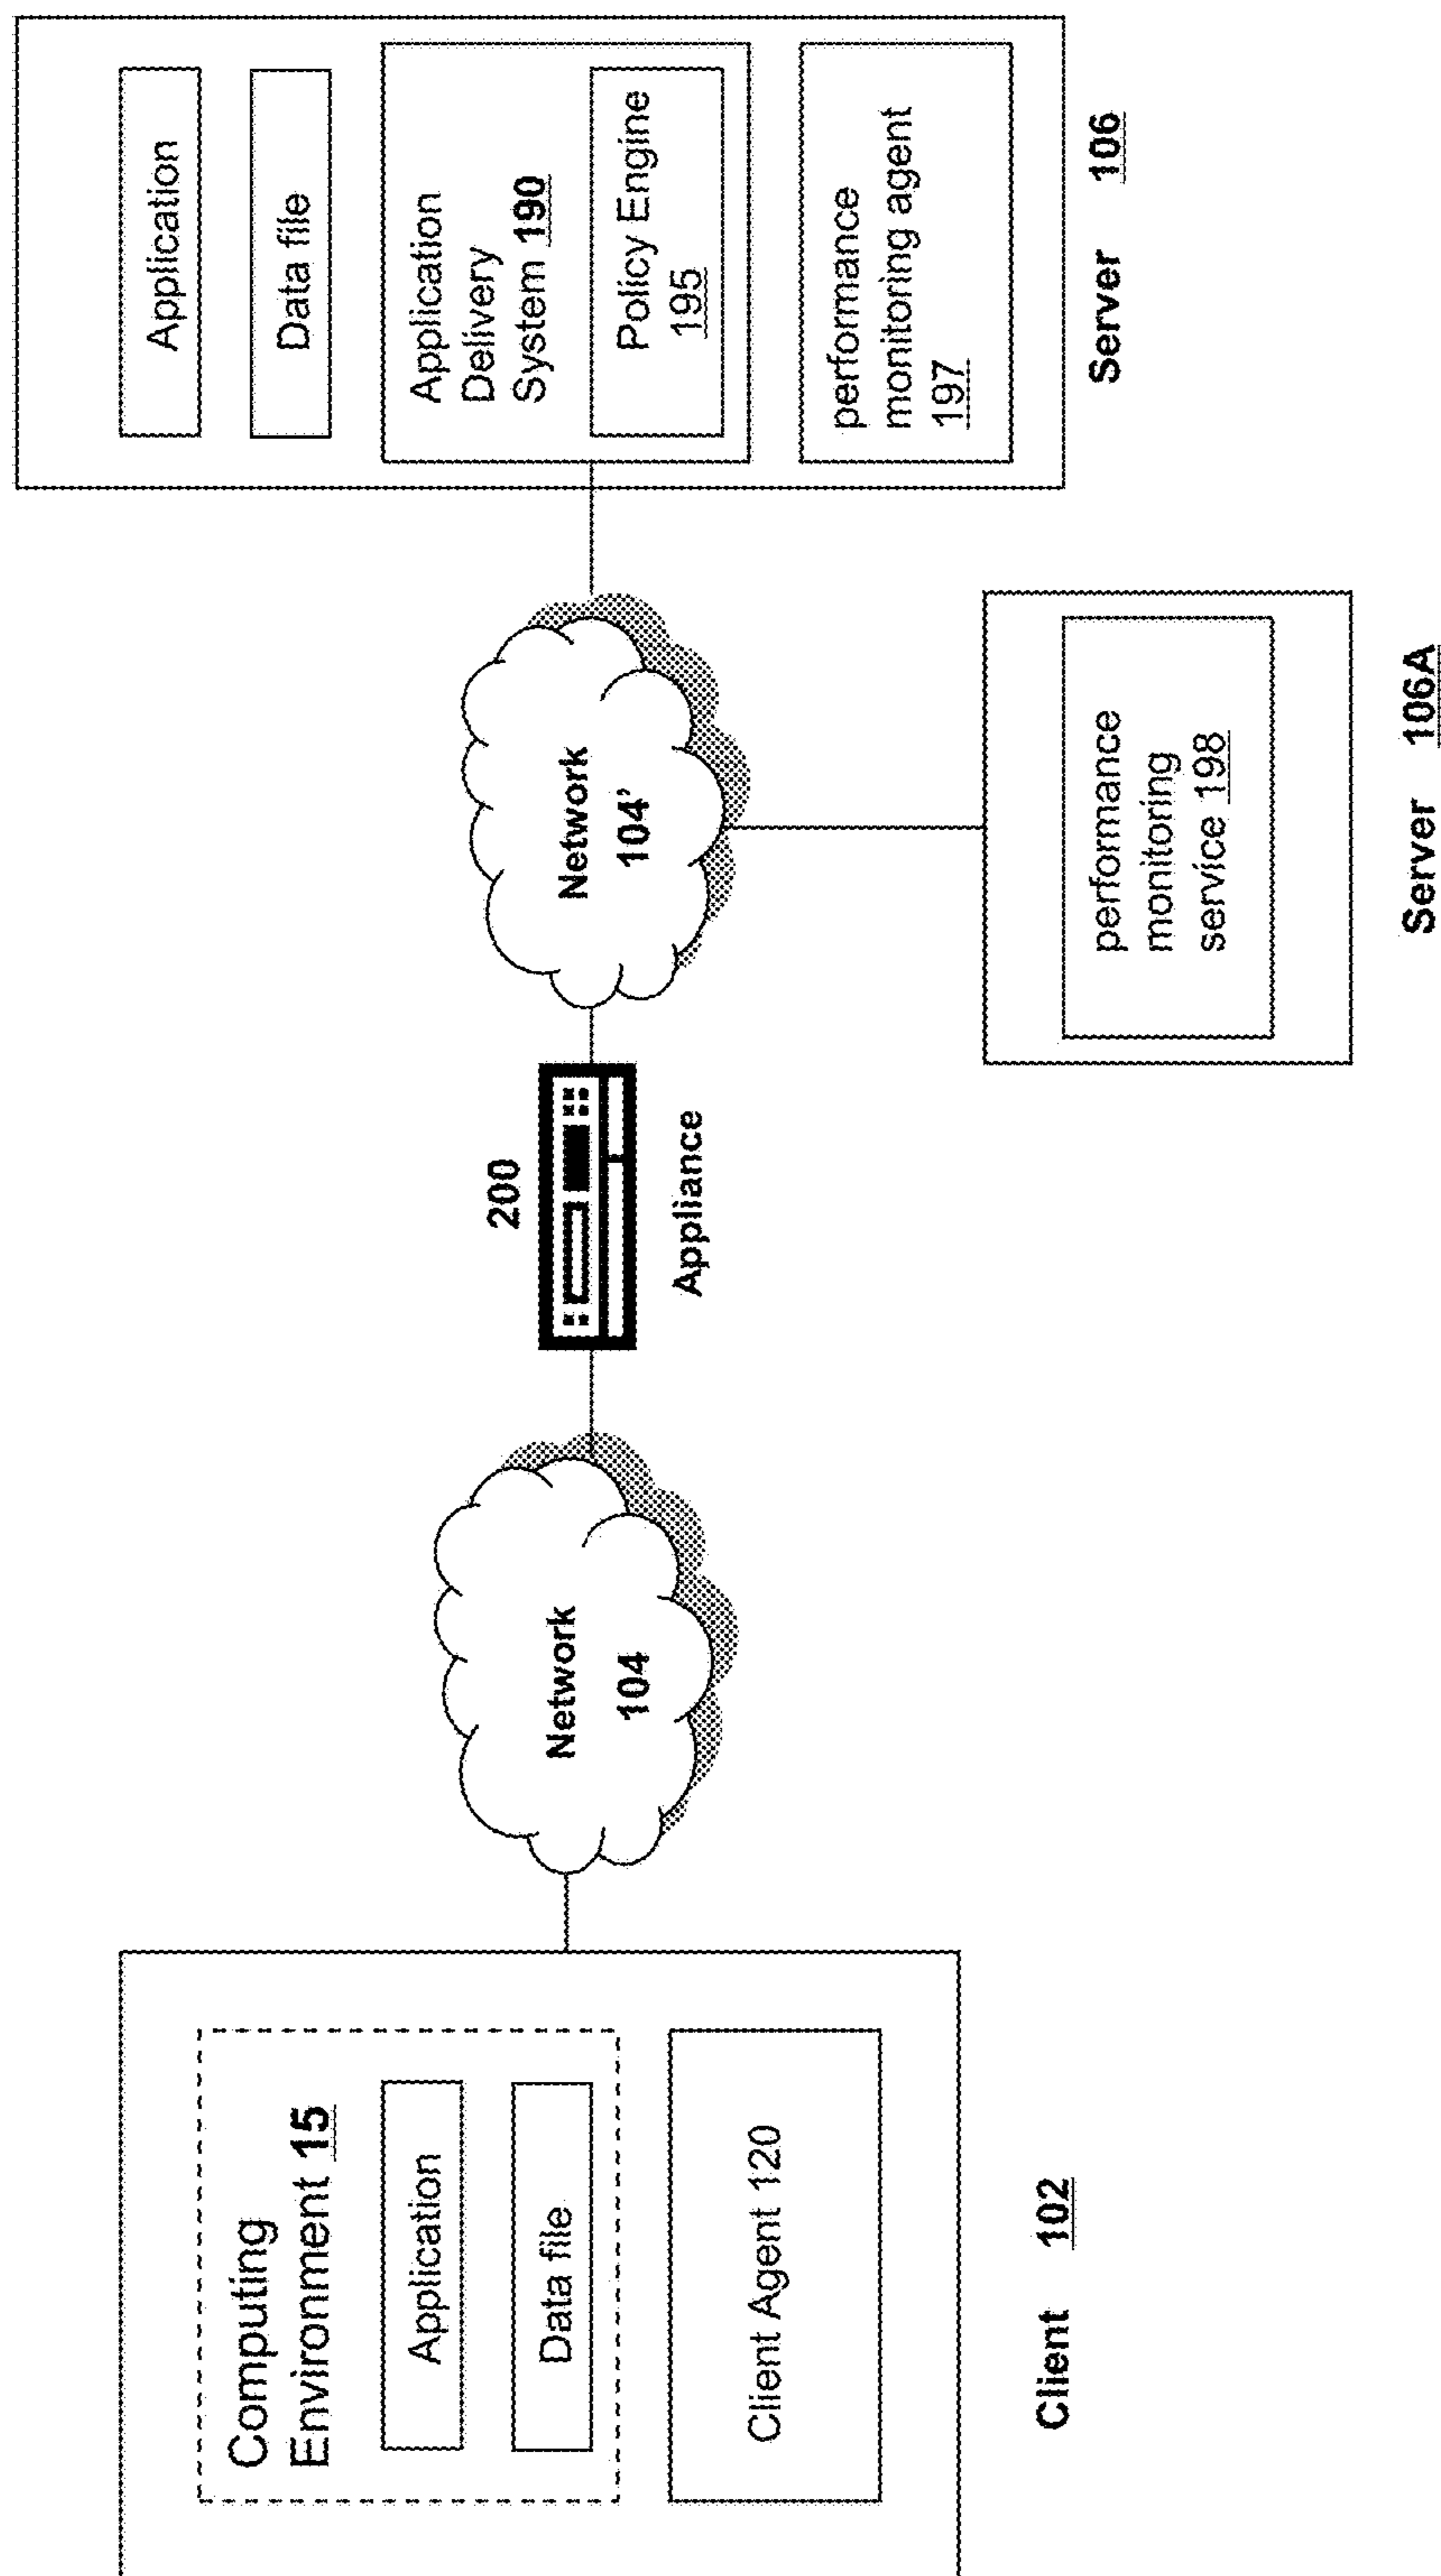 Computing
Environment 15
Application
Data file
Client Agent 120
Client 102
Network
104
200
Appliance
Network
104'
performance
monitoring
service 198
Server 106A
Application
Data file
Application
Delivery
System 190
Policy Engine
195
performance
monitoring agent
197
Server 106